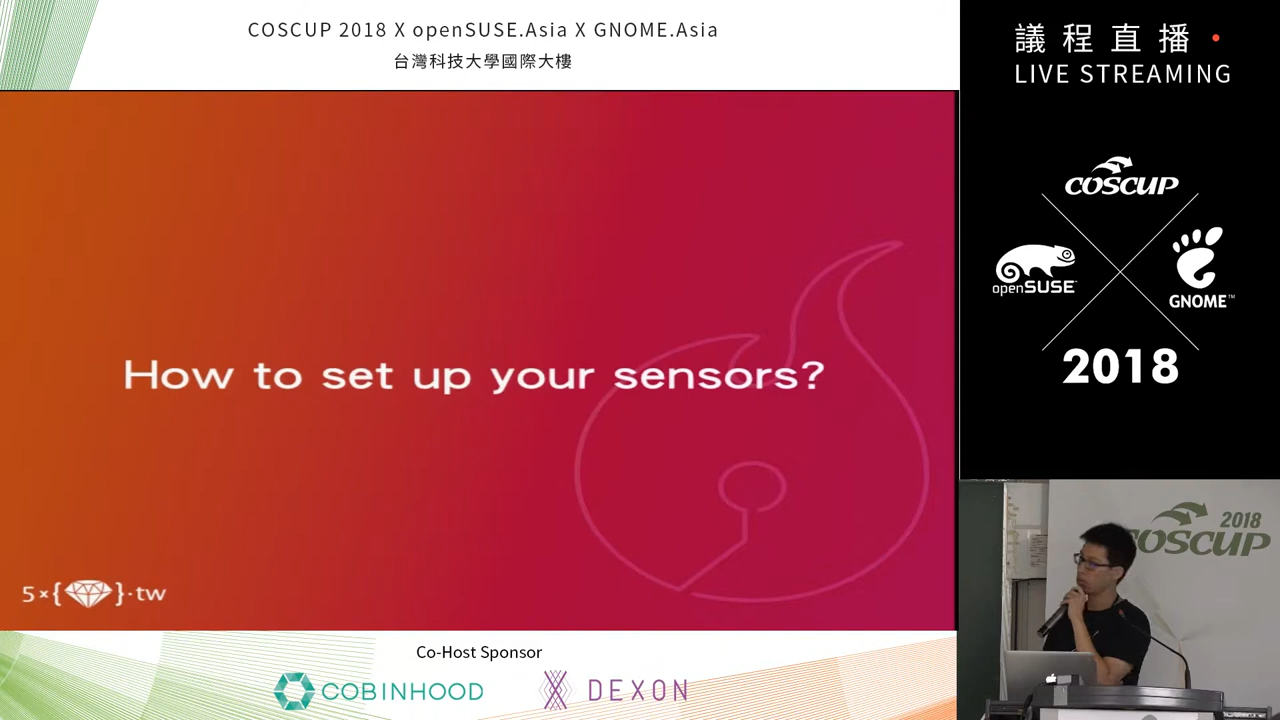 COSCUP 2018 X openSUSE.Asia X GNOME.Asia
台灣科技大學國際大樓
議程直播
LIVE STREAMING
COSCUP
openSUSE
GNOME™
2018
How to set up your sensors?
5×{ }·tw
2018
COSCUP
Co-Host Sponsor
COBINHOOD
DEXON